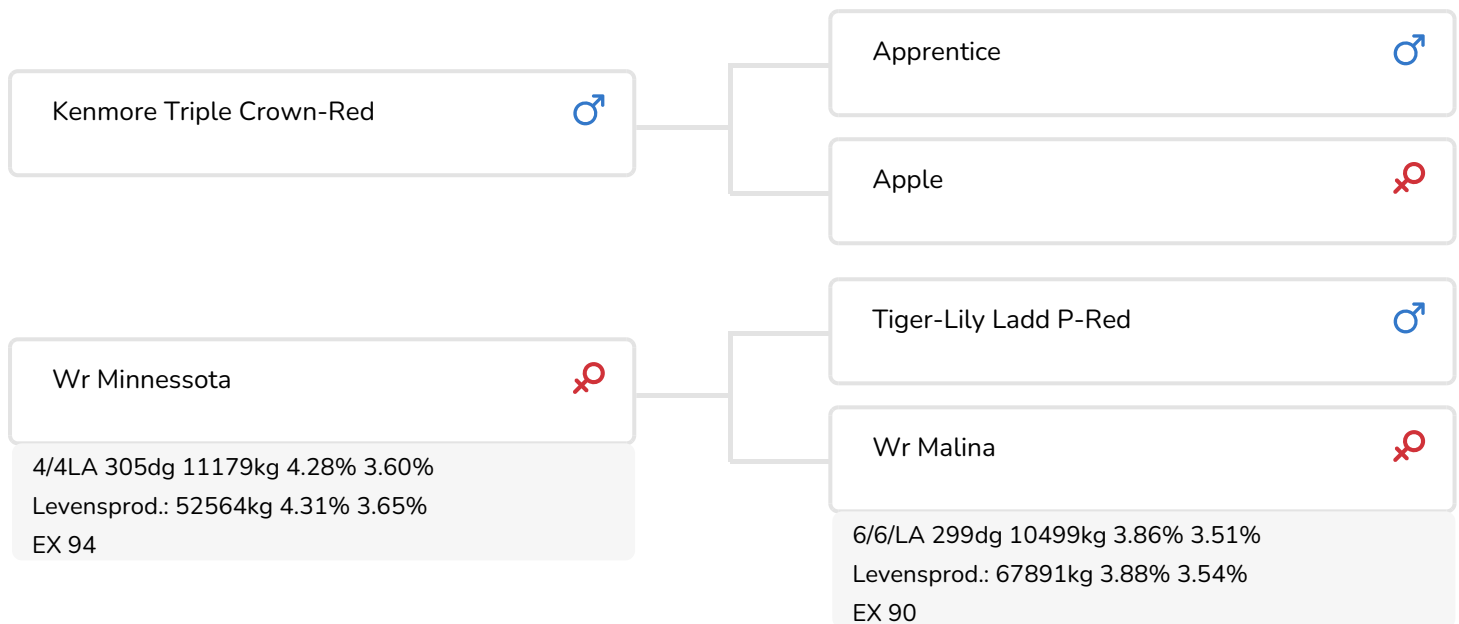 Kenmore Triple Crown-Red
Apprentice
Apple
Wr Minnessota
4/4LA 305dg 11179kg 4.28% 3.60%
Levensprod.: 52564kg 4.31% 3.65%
EX 94
Tiger-Lily Ladd P-Red
Wr Malina
6/6/LA 299dg 10499kg 3.86% 3.51%
Levensprod.: 67891kg 3.88% 3.54%
EX 90